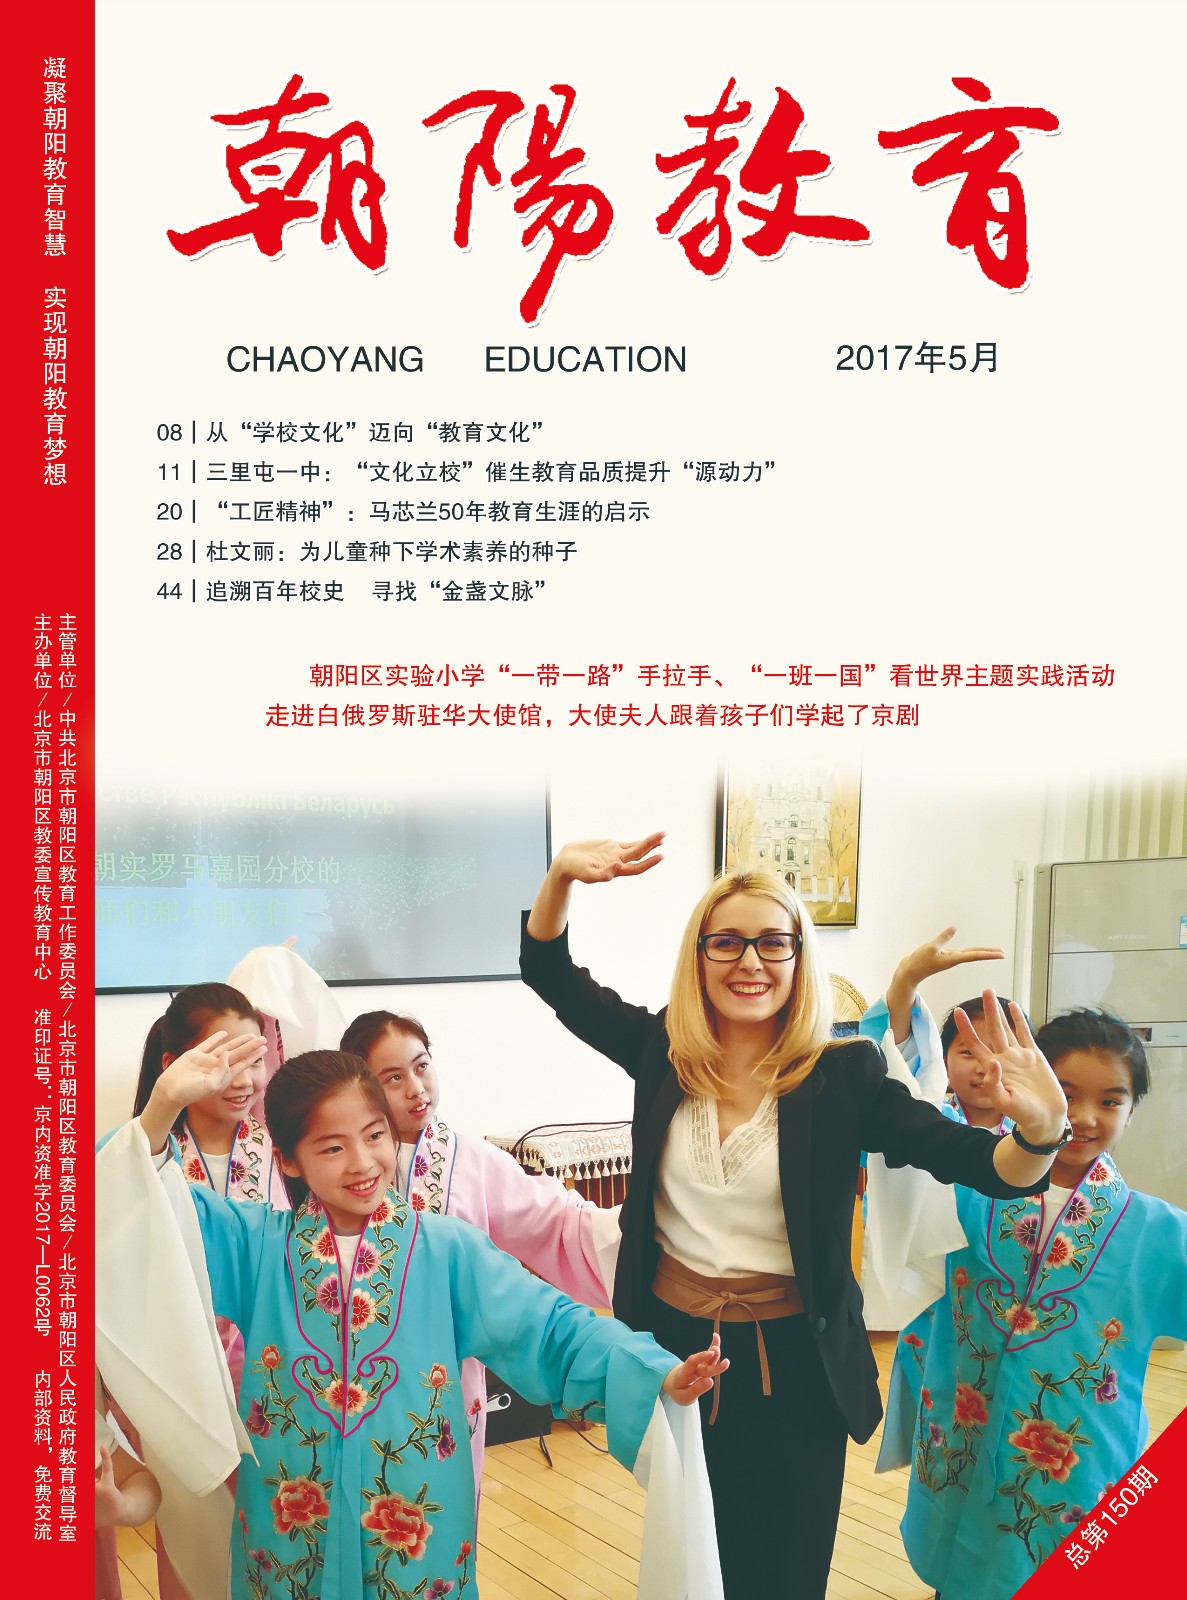 凝聚朝阳教育智慧 实现朝阳教育梦想
主管单位/中共北京市朝阳区教育工作委员会/北京市朝阳区教育委员会/北京市朝阳区人民政府教育督导室
主办单位/北京市朝阳区教委宣传教育中心 准印证号：京内资准字2017—L0062号 内部资料，免费交流
朝陽教育
CHAOYANG EDUCATION 2017年5月
08|从“学校文化”迈向“教育文化”
11|三里屯一中：“文化立校”催生教育品质提升“源动力”
20|“工匠精神”：马芯兰50年教育生涯的启示
28|杜文丽：为儿童种下学术素养的种子
44|追溯百年校史 寻找“金盏文脉”
朝阳区实验小学“一带一路”手拉手、“一班一国”看世界主题实践活动
走进白俄罗斯驻华大使馆，大使夫人跟着孩子们学起了京剧
Рэспублікі Беларусь
朝实罗马嘉园分校的
总第150期